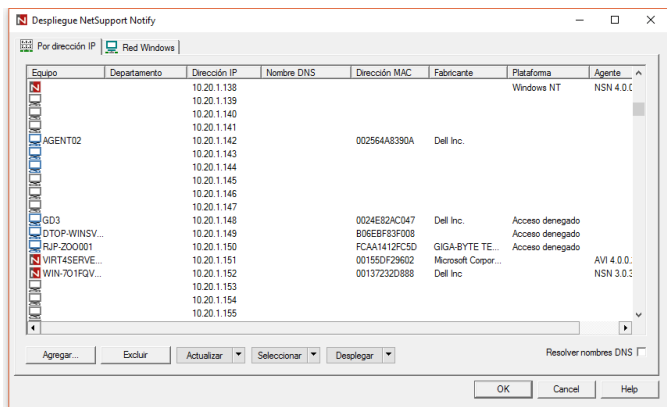 Despliegue NetSupport Notify
Por dirección IP Red Windows
Equipo Departamento Dirección IP Nombre DNS Dirección MAC Fabricante Plataforma Agente
10.20.1.138 Windows NT NSN 4.0.0
10.20.1.139
10.20.1.140
10.20.1.141
AGENT02 10.20.1.142 002564A8390A Dell Inc.
10.20.1.143
10.20.1.144
10.20.1.145
10.20.1.146
10.20.1.147
GD3 10.20.1.148 0024E82AC047 Dell Inc. Acceso denegado
DTOP-WINSV... 10.20.1.149 B06EBF83F008 Acceso denegado
RJP-ZOO001 10.20.1.150 FCAA1412FC5D GIGA-BYTE TE... Acceso denegado
VIRT4SERVE... 10.20.1.151 00155DF29602 Microsoft Corpor... AVI 4.0.0.
WIN-7O1FQV... 10.20.1.152 00137232D888 Dell Inc NSN 3.0.3
10.20.1.153
10.20.1.154
10.20.1.155
Agregar... Excluir Actualizar Seleccionar Desplegar Resolver nombres DNS
OK Cancel Help